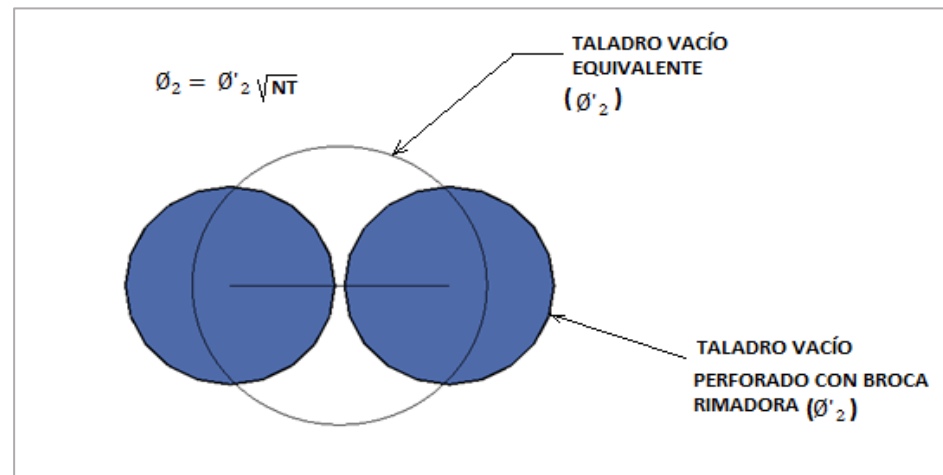 TALADRO VACÍO
EQUIVALENTE
( Ø'₂ )
Ø₂ = Ø'₂ √NT
TALADRO VACÍO
PERFORADO CON BROCA
RIMADORA (Ø'₂)